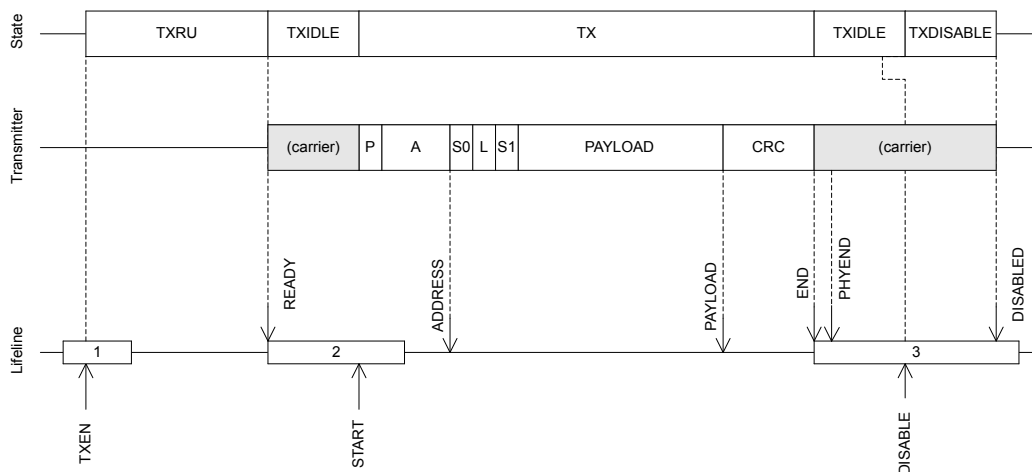 State
TXRU
TXIDLE
TX
TXIDLE
TXDISABLE
Transmitter
(carrier)
P
A
S0
L
S1
PAYLOAD
CRC
(carrier)
READY
ADDRESS
PAYLOAD
END
PHYEND
DISABLED
Lifeline
1
2
3
TXEN
START
DISABLE